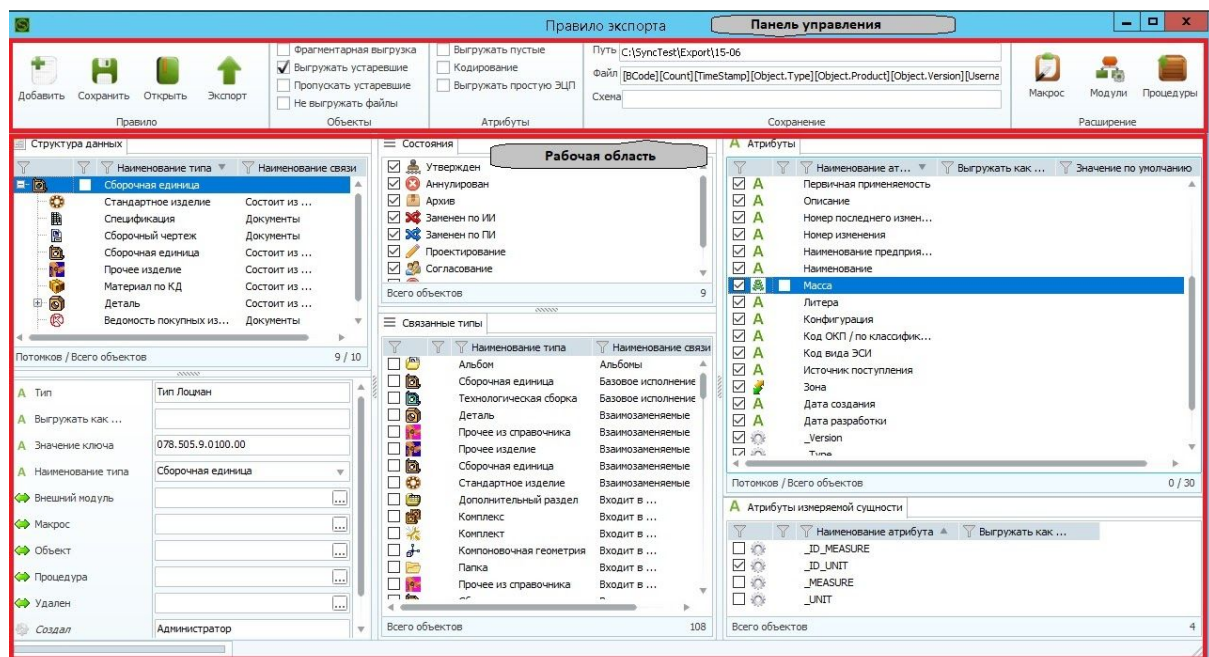 Правило экспорта
Панель управления
Добавить
Сохранить
Открыть
Экспорт
Правило
Фрагментарная выгрузка
Выгружать устаревшие
Пропускать устаревшие
Не выгружать файлы
Объекты
Выгружать пустые
Кодирование
Выгружать простую ЭЦП
Атрибуты
Путь C:\SyncTest\Export\15-06
Файл [BCode][Count][TimeStamp][Object.Type][Object.Product][Object.Version][Userna
Схема
Сохранение
Макрос
Модули
Процедуры
Расширение
Структура данных
Наименование типа Наименование связи
Сборочная единица
Стандартное изделие Состоит из ...
Спецификация Документы
Сборочный чертеж Документы
Сборочная единица Состоит из ...
Прочее изделие Состоит из ...
Материал по КД Состоит из ...
Деталь Состоит из ...
Ведомость покупных из... Документы
Потомков / Всего объектов 9 / 10
Тип Тип Лоцман
Выгружать как ...
Значение ключа 078.505.9.0100.00
Наименование типа Сборочная единица
Внешний модуль
Макрос
Объект
Процедура
Удален
Создал Администратор
Состояния
Рабочая область
Утвержден
Аннулирован
Архив
Заменен по ИИ
Заменен по ПИ
Проектирование
Согласование
Всего объектов 9
Связанные типы
Наименование типа Наименование связи
Альбом Альбомы
Сборочная единица Базовое исполнение
Технологическая сборка Базовое исполнение
Деталь Взаимозаменяемые
Прочее из справочника Взаимозаменяемые
Прочее изделие Взаимозаменяемые
Сборочная единица Взаимозаменяемые
Стандартное изделие Взаимозаменяемые
Дополнительный раздел Входит в ...
Комплекс Входит в ...
Комплект Входит в ...
Компоновочная геометрия Входит в ...
Папка Входит в ...
Прочее из справочника Входит в ...
Всего объектов 108
Атрибуты
Наименование ат... Выгружать как ... Значение по умолчанию
Первичная применяемость
Описание
Номер последнего измен...
Номер изменения
Наименование предприя...
Наименование
Масса
Литера
Конфигурация
Код ОКП / по классифик...
Код вида ЭСИ
Источник поступления
Зона
Дата создания
Дата разработки
_Version
_Type
Потомков / Всего объектов 0 / 30
Атрибуты измеряемой сущности
Наименование атрибута Выгружать как ...
_ID_MEASURE
_ID_UNIT
_MEASURE
_UNIT
Всего объектов 4